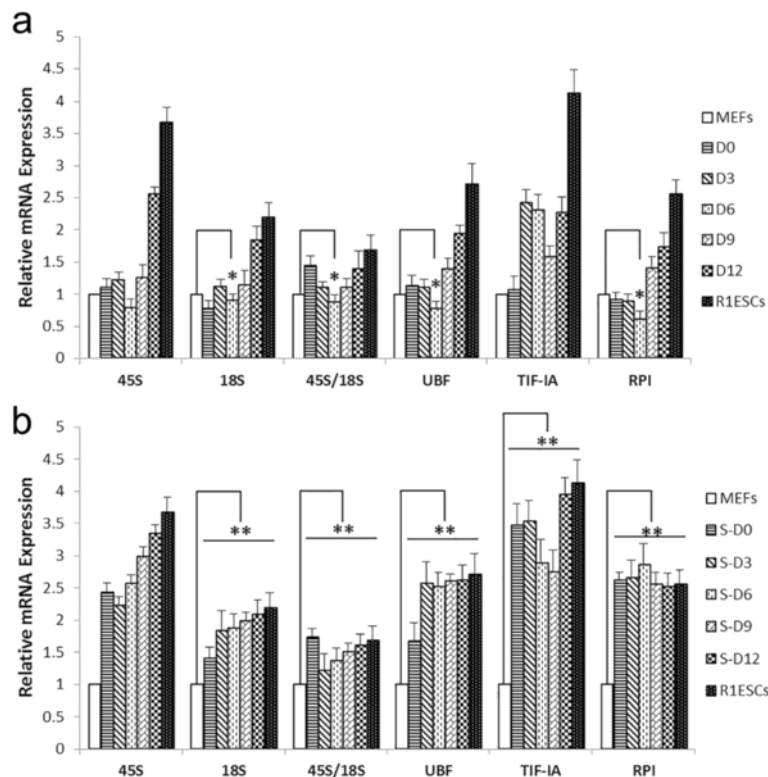 a
Relative mRNA Expression
5
4.5
4
3.5
3
2.5
2
1.5
1
0.5
0
* * * *
45S 18S 45S/18S UBF TIF-IA RPI
MEFs
D0
D3
D6
D9
D12
R1ESCs
b
Relative mRNA Expression
5
4.5
4
3.5
3
2.5
2
1.5
1
0.5
0
** ** ** ** **
45S 18S 45S/18S UBF TIF-IA RPI
MEFs
S-D0
S-D3
S-D6
S-D9
S-D12
R1ESCs